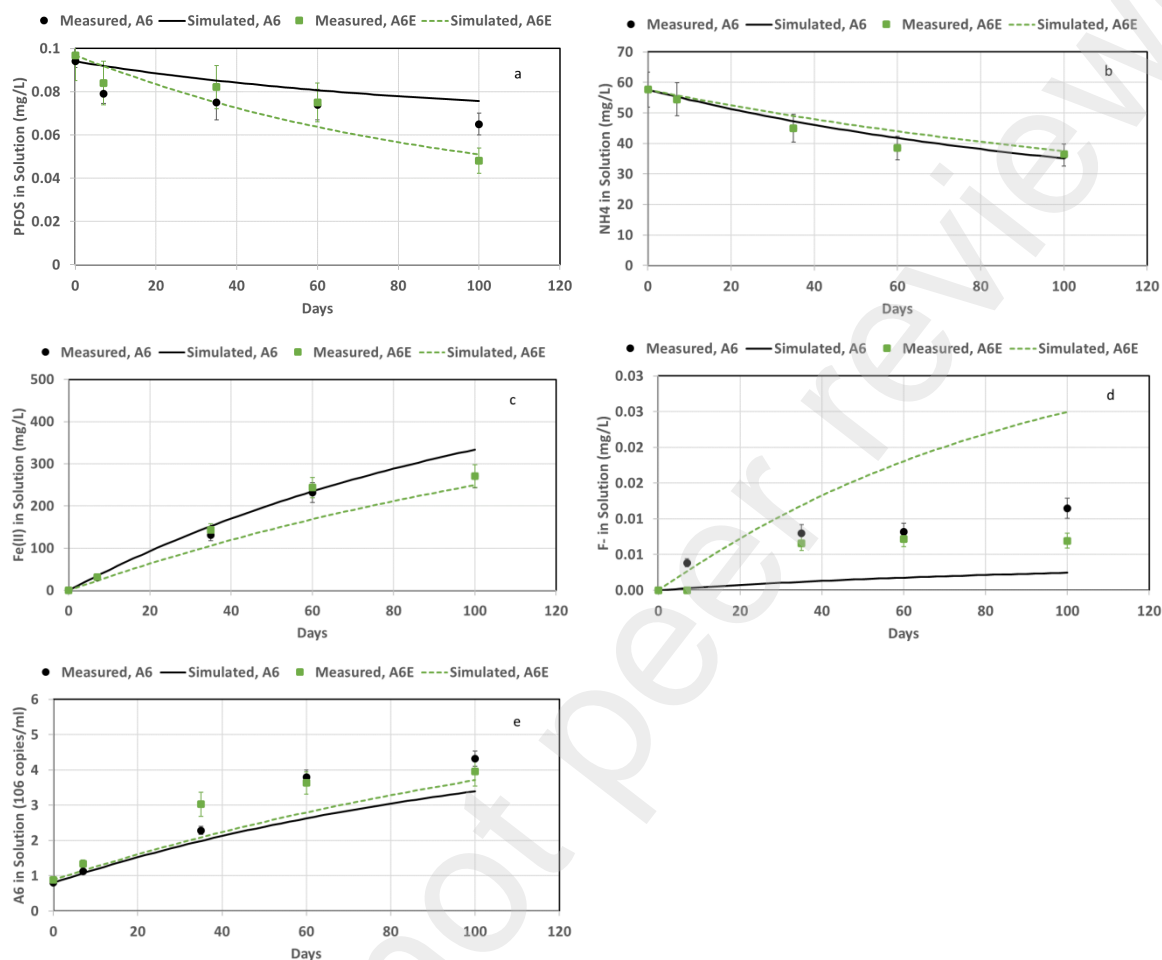 Measured, A6 Simulated, A6 Measured, A6E Simulated, A6E
a
PFOS in Solution (mg/L)
0.1
0.08
0.06
0.04
0.02
0
0 20 40 60 80 100 120
Days
Measured, A6 Simulated, A6 Measured, A6E Simulated, A6E
b
NH4 in Solution (mg/L)
70
60
50
40
30
20
10
0
0 20 40 60 80 100 120
Days
Measured, A6 Simulated, A6 Measured, A6E Simulated, A6E
c
Fe(II) in Solution (mg/L)
500
400
300
200
100
0
0 20 40 60 80 100 120
Days
Measured, A6 Simulated, A6 Measured, A6E Simulated, A6E
d
F- in Solution (mg/L)
0.03
0.03
0.02
0.02
0.01
0.01
0.00
0 20 40 60 80 100 120
Days
Measured, A6 Simulated, A6 Measured, A6E Simulated, A6E
e
A6 in Solution (106 copies/ml)
6
5
4
3
2
1
0
0 20 40 60 80 100 120
Days
not peer review